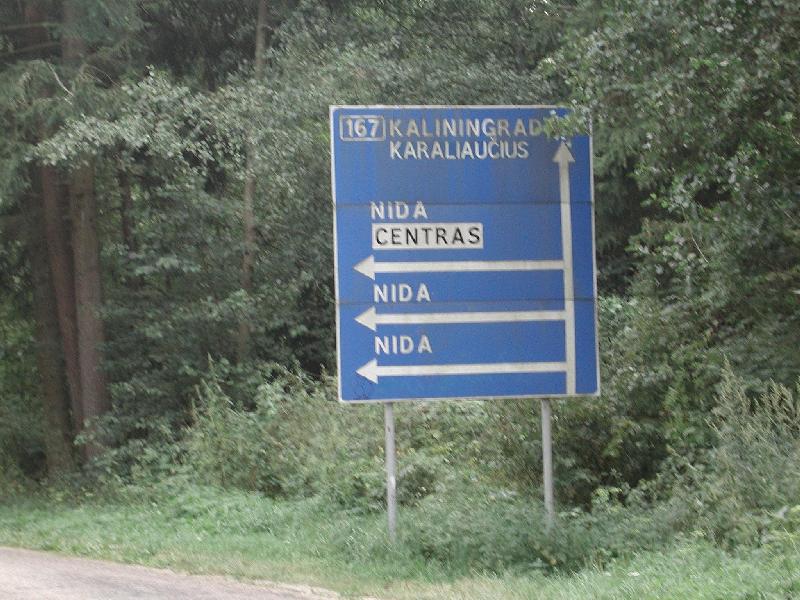 167 KALININGRAD
KARALIAUČIUS
NIDA
CENTRAS
NIDA
NIDA